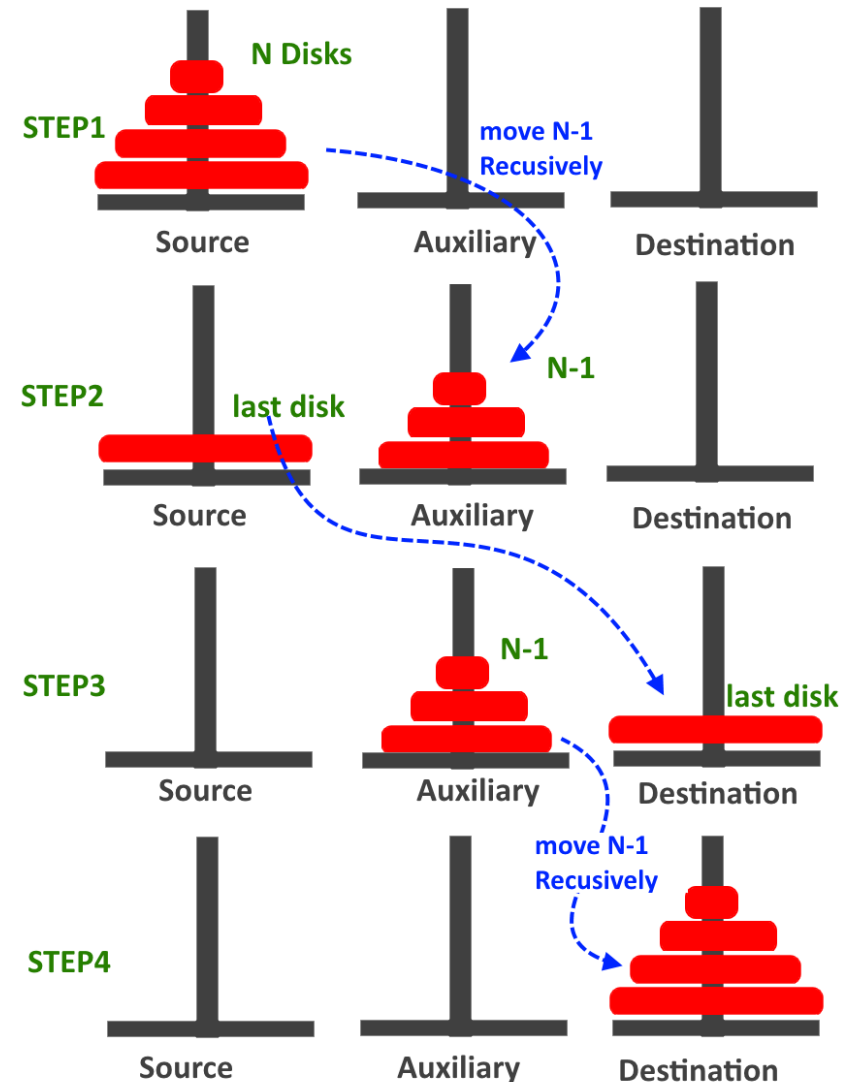 N Disks
STEP1
move N-1
Recusively
Source
Auxiliary
Destination
STEP2
last disk
N-1
Source
Auxiliary
Destination
STEP3
N-1
last disk
Source
Auxiliary
Destination
move N-1
Recusively
STEP4
Source
Auxiliary
Destination